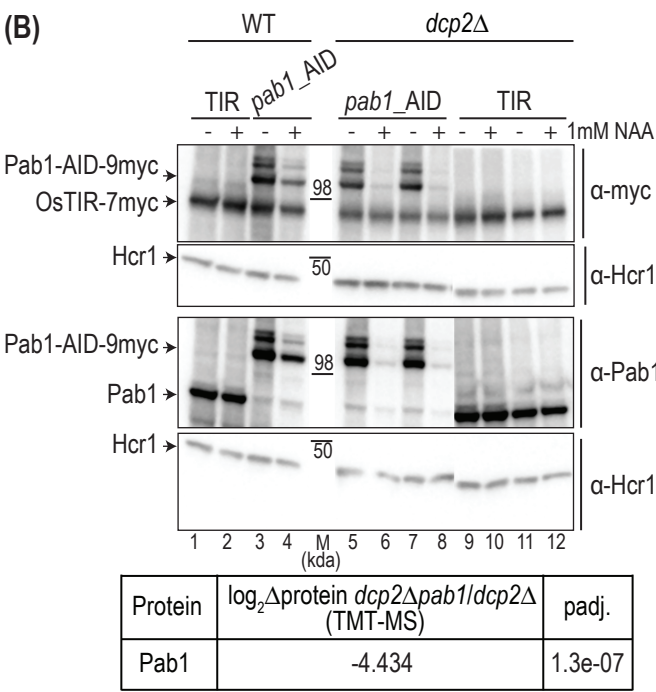 (B)
WT dcp2Δ
TIR pab1_AID pab1_AID TIR
- + - + - + - + - + - + 1mM NAA
Pab1-AID-9myc
OsTIR-7myc
98
α-myc
Hcr1
50
α-Hcr1
Pab1-AID-9myc
98
α-Pab1
Pab1
Hcr1
50
α-Hcr1
1 2 3 4 M 5 6 7 8 9 10 11 12
(kda)
Protein log₂Δprotein dcp2Δpab1/dcp2Δ padj.
(TMT-MS)
Pab1 -4.434 1.3e-07